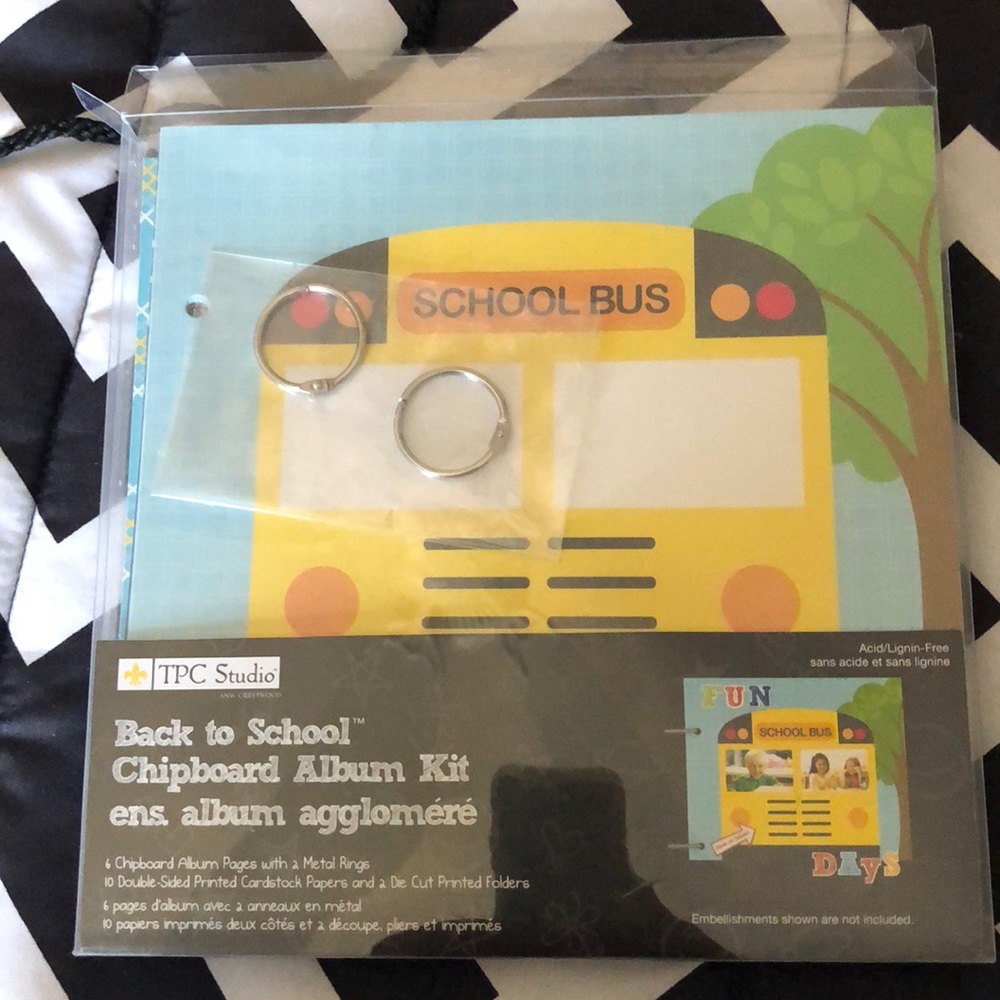 SCHOOL BUS
Acid/Lignin-Free
sans acide et sans lignine
TPC Studio™
Back to School™
Chipboard Album Kit
ens. album aggloméré
6 Chipboard Album Pages with 2 Metal Rings
10 Double-Sided Printed Cardstock Papers and 2 Die Cut Printed Folders
6 pages d'album avec 2 anneaux en métal
10 papiers imprimés deux côtés et 2 découpe, pliers et imprimés
FUN
SCHOOL BUS
DAys
Embellishments shown are not included.